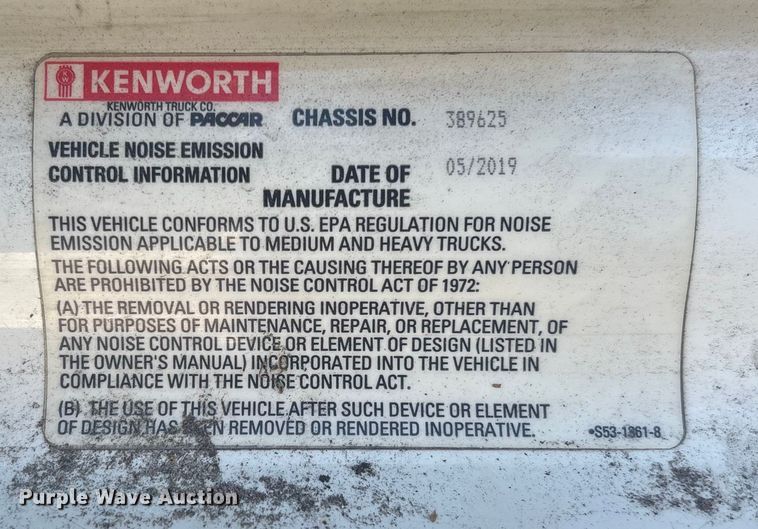 KENWORTH
KENWORTH TRUCK CO.
A DIVISION OF PACCAR
CHASSIS NO. 389625
VEHICLE NOISE EMISSION
CONTROL INFORMATION
DATE OF
MANUFACTURE
05/2019
THIS VEHICLE CONFORMS TO U.S. EPA REGULATION FOR NOISE
EMISSION APPLICABLE TO MEDIUM AND HEAVY TRUCKS.
THE FOLLOWING ACTS OR THE CAUSING THEREOF BY ANY PERSON
ARE PROHIBITED BY THE NOISE CONTROL ACT OF 1972:
(A) THE REMOVAL OR RENDERING INOPERATIVE, OTHER THAN
FOR PURPOSES OF MAINTENANCE, REPAIR, OR REPLACEMENT, OF
ANY NOISE CONTROL DEVICE OR ELEMENT OF DESIGN (LISTED IN
THE OWNER'S MANUAL) INCORPORATED INTO THE VEHICLE IN
COMPLIANCE WITH THE NOISE CONTROL ACT.
(B) THE USE OF THIS VEHICLE AFTER SUCH DEVICE OR ELEMENT
OF DESIGN HAS BEEN REMOVED OR RENDERED INOPERATIVE.
•S53-1361-8
Purple Wave Auction